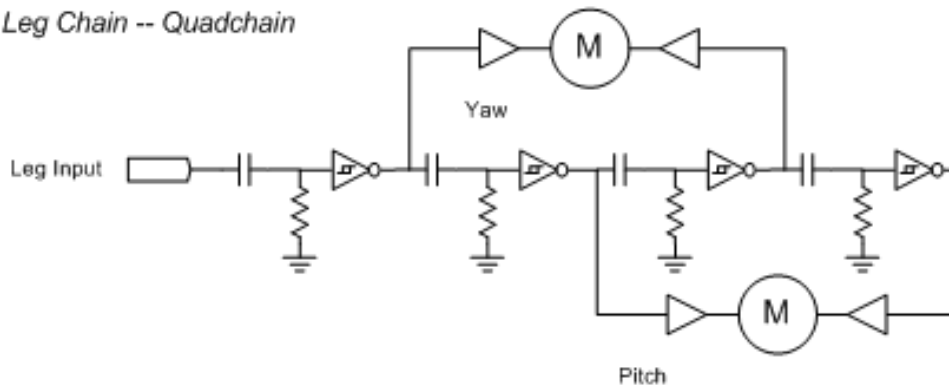 Leg Chain -- Quadchain
M
Yaw
Leg Input
M
Pitch